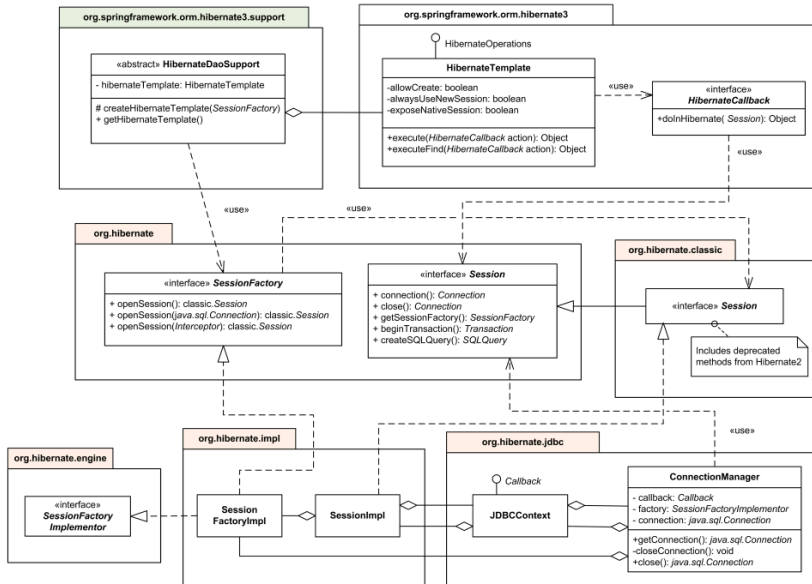 org.springframework.orm.hibernate3.support
«abstract» HibernateDaoSupport
- hibernateTemplate: HibernateTemplate
# createHibernateTemplate(SessionFactory)
+ getHibernateTemplate()
org.springframework.orm.hibernate3
HibernateOperations
HibernateTemplate
-allowCreate: boolean
-alwaysUseNewSession: boolean
-exposeNativeSession: boolean
+execute(HibernateCallback action): Object
+executeFind(HibernateCallback action): Object
«use»
«interface»
HibernateCallback
+doInHibernate( Session): Object
«use»
«use»
«use»
org.hibernate
«interface» SessionFactory
+ openSession(): classic.Session
+ openSession(java.sql.Connection): classic.Session
+ openSession(Interceptor): classic.Session
«interface» Session
+ connection(): Connection
+ close(): Connection
+ getSessionFactory(): SessionFactory
+ beginTransaction(): Transaction
+ createSQLQuery(): SQLQuery
org.hibernate.classic
«interface» Session
Includes deprecated
methods from Hibernate2
«use»
org.hibernate.engine
«interface»
SessionFactory
Implementor
org.hibernate.impl
Session
FactoryImpl
SessionImpl
org.hibernate.jdbc
Callback
JDBCContext
ConnectionManager
- callback: Callback
- factory: SessionFactoryImplementor
- connection: java.sql.Connection
+getConnection(): java.sql.Connection
-closeConnection(): void
+close(): java.sql.Connection